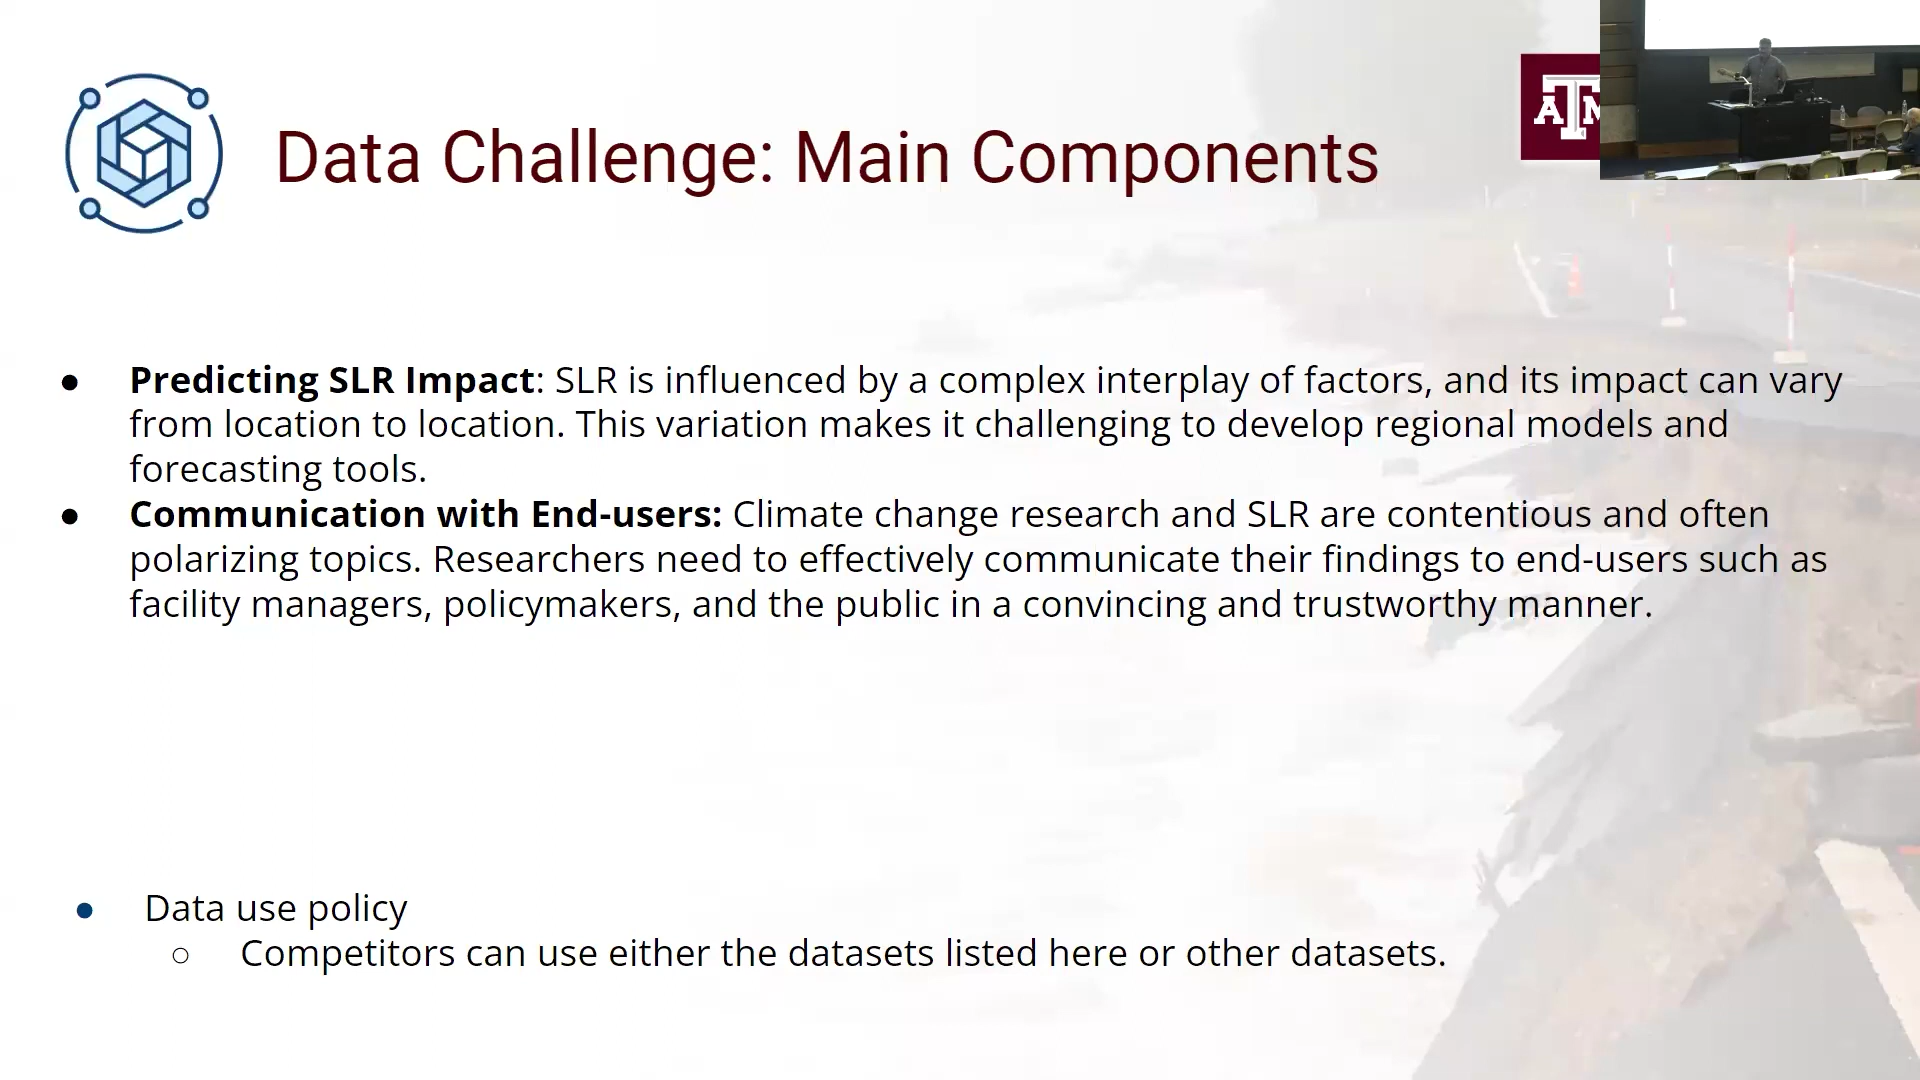 Data Challenge: Main Components
ATM
● Predicting SLR Impact: SLR is influenced by a complex interplay of factors, and its impact can vary
from location to location. This variation makes it challenging to develop regional models and
forecasting tools.
● Communication with End-users: Climate change research and SLR are contentious and often
polarizing topics. Researchers need to effectively communicate their findings to end-users such as
facility managers, policymakers, and the public in a convincing and trustworthy manner.
● Data use policy
○ Competitors can use either the datasets listed here or other datasets.